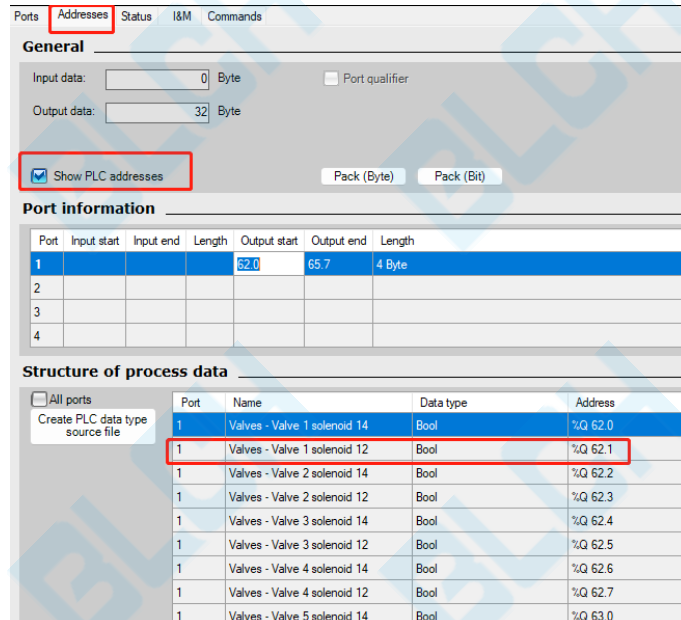 Ports Addresses Status I&M Commands
General
Input data: 0 Byte Port qualifier
Output data: 32 Byte
Show PLC addresses Pack (Byte) Pack (Bit)
Port information
Port Input start Input end Length Output start Output end Length
1 62.0 65.7 4 Byte
2
3
4
Structure of process data
All ports
Create PLC data type
source file
Port Name Data type Address
1 Valves - Valve 1 solenoid 14 Bool %Q 62.0
1 Valves - Valve 1 solenoid 12 Bool %Q 62.1
1 Valves - Valve 2 solenoid 14 Bool %Q 62.2
1 Valves - Valve 2 solenoid 12 Bool %Q 62.3
1 Valves - Valve 3 solenoid 14 Bool %Q 62.4
1 Valves - Valve 3 solenoid 12 Bool %Q 62.5
1 Valves - Valve 4 solenoid 14 Bool %Q 62.6
1 Valves - Valve 4 solenoid 12 Bool %Q 62.7
1 Valves - Valve 5 solenoid 14 Bool %Q 63.0
BLCH